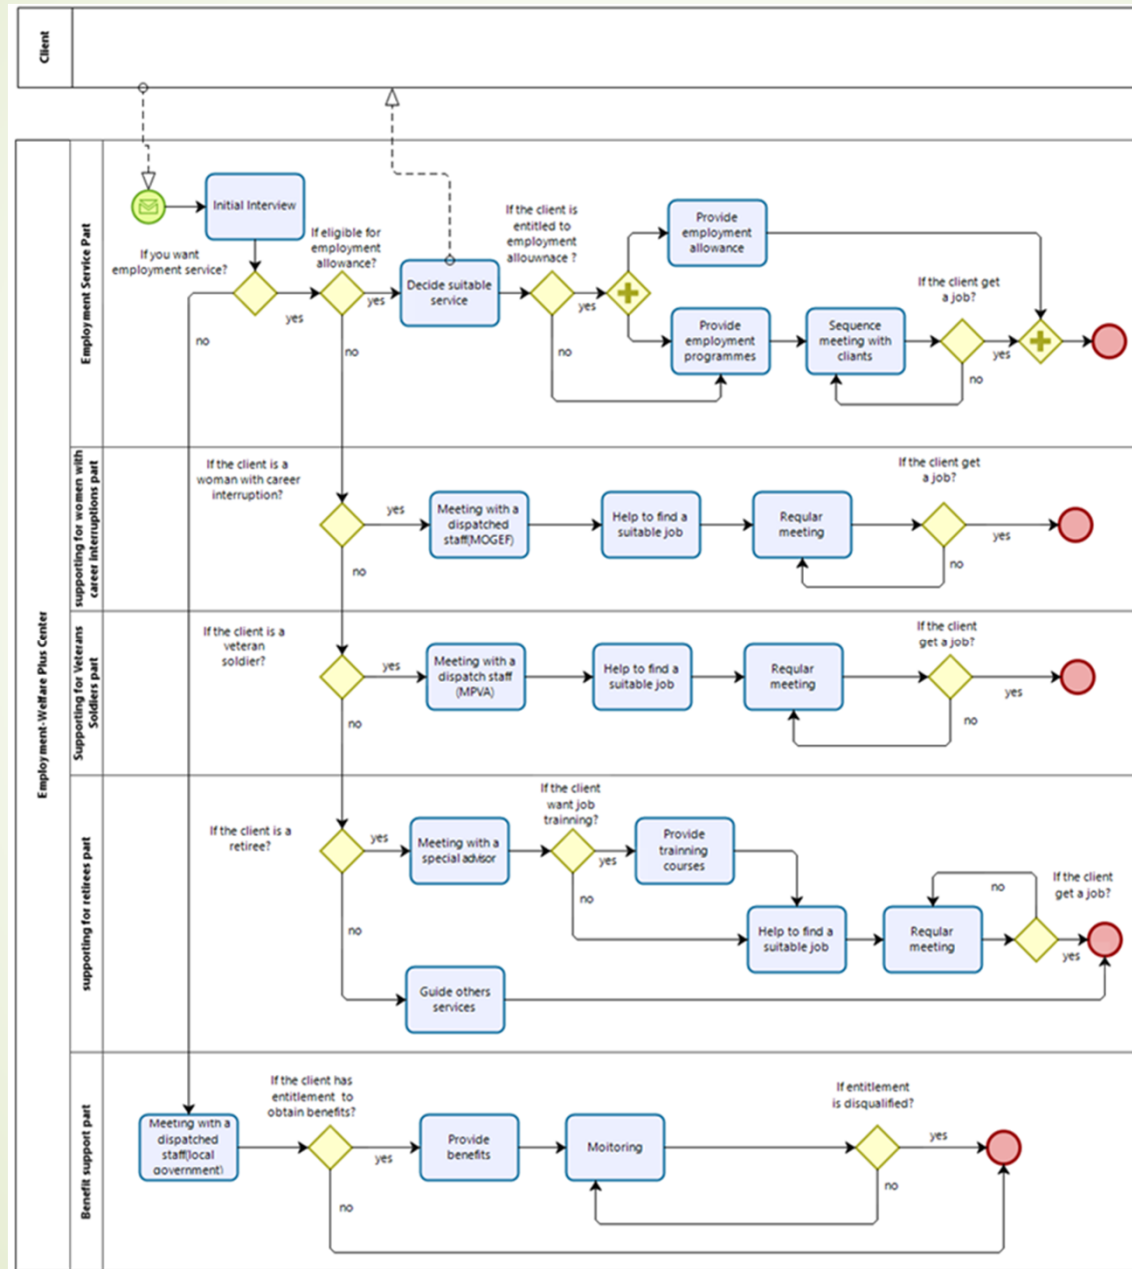 Client
Employment-Welfare Plus Center
Employment Service Part
Initial Interview
If you want
employment service?
yes
no
If eligible for
employment
allowance?
yes
no
Decide suitable
service
If the client is
entitled to
employment
allouwnace ?
yes
no
Provide
employment
allowance
Provide
employment
programmes
Sequence
meeting with
cliants
If the client get
a job?
yes
no
supporting for women with
career interruptions part
If the client is a
woman with career
interruption?
yes
no
Meeting with a
dispatched
staff(MOGEF)
Help to find a
suitable job
Reqular
meeting
If the client get
a job?
yes
no
Supporting for Veterans
Soldiers part
If the client is a
veteran
soldier?
yes
no
Meeting with a
dispatch staff
(MPVA)
Help to find a
suitable job
Reqular
meeting
If the client
get a job?
yes
no
supporting for retirees part
If the client is a
retiree?
yes
no
Meeting with a
special advisor
If the client
want job
trainning?
yes
no
Provide
trainning
courses
Help to find a
suitable job
Reqular
meeting
If the client
get a job?
no
yes
Guide others
services
Benefit support part
Meeting with a
dispatched
staff(local
government)
If the client has
entitlement to
obtain benefits?
yes
no
Provide
benefits
Moitoring
If entitlement
is disqualified?
yes
no